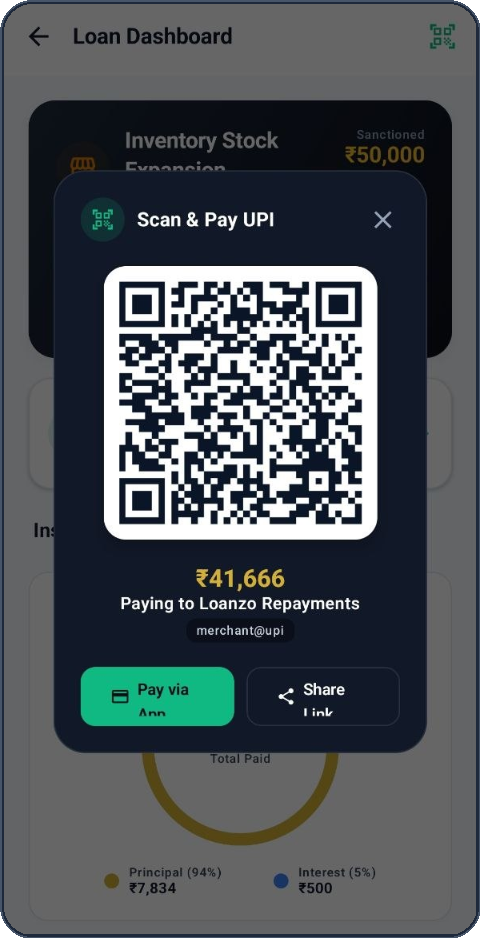 Loan Dashboard
Inventory Stock
Sanctioned
Expansion
₹50,000
Scan & Pay UPI
Ins
₹41,666
Paying to Loanzo Repayments
merchant@upi
Pay via
App
Share
Link
Total Paid
Principal (94%)
₹7,834
Interest (5%)
₹500